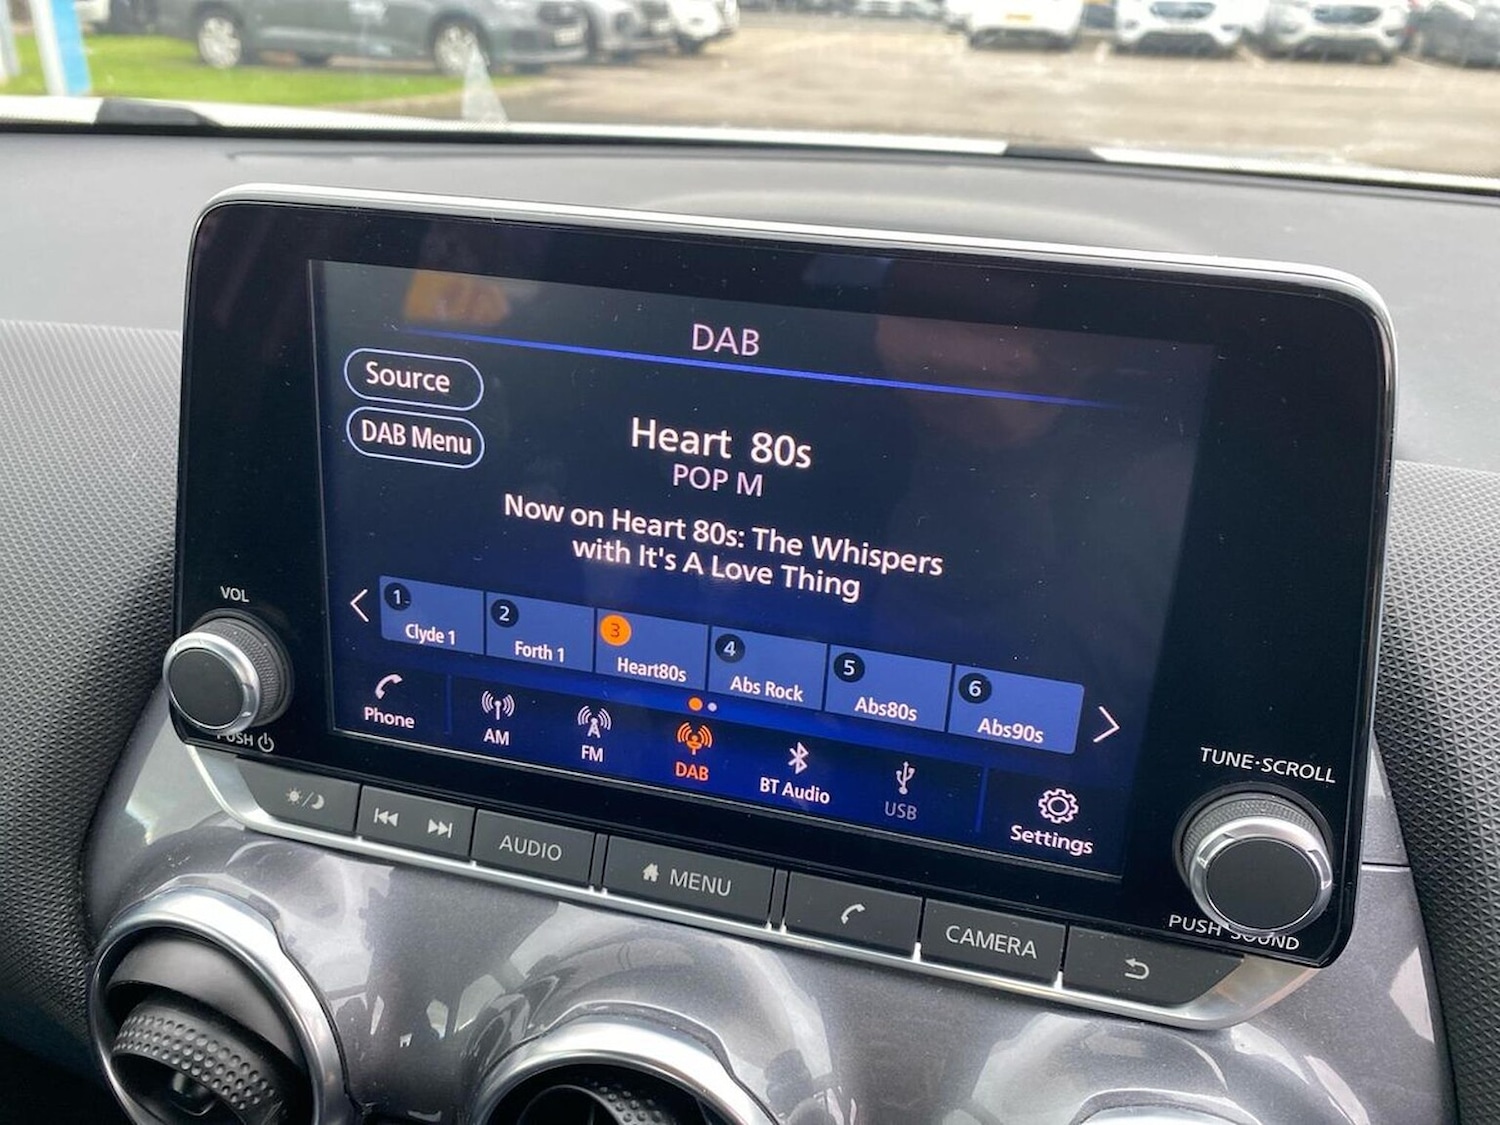 DAB
Source
DAB Menu
Heart 80s
POP M
Now on Heart 80s: The Whispers
with It's A Love Thing
1
Clyde 1
2
Forth 1
3
Heart80s
4
Abs Rock
5
Abs80s
6
Abs90s
Phone
AM
FM
DAB
BT Audio
USB
Settings
VOL
PUSH
TUNE·SCROLL
PUSH SOUND
AUDIO
MENU
CAMERA